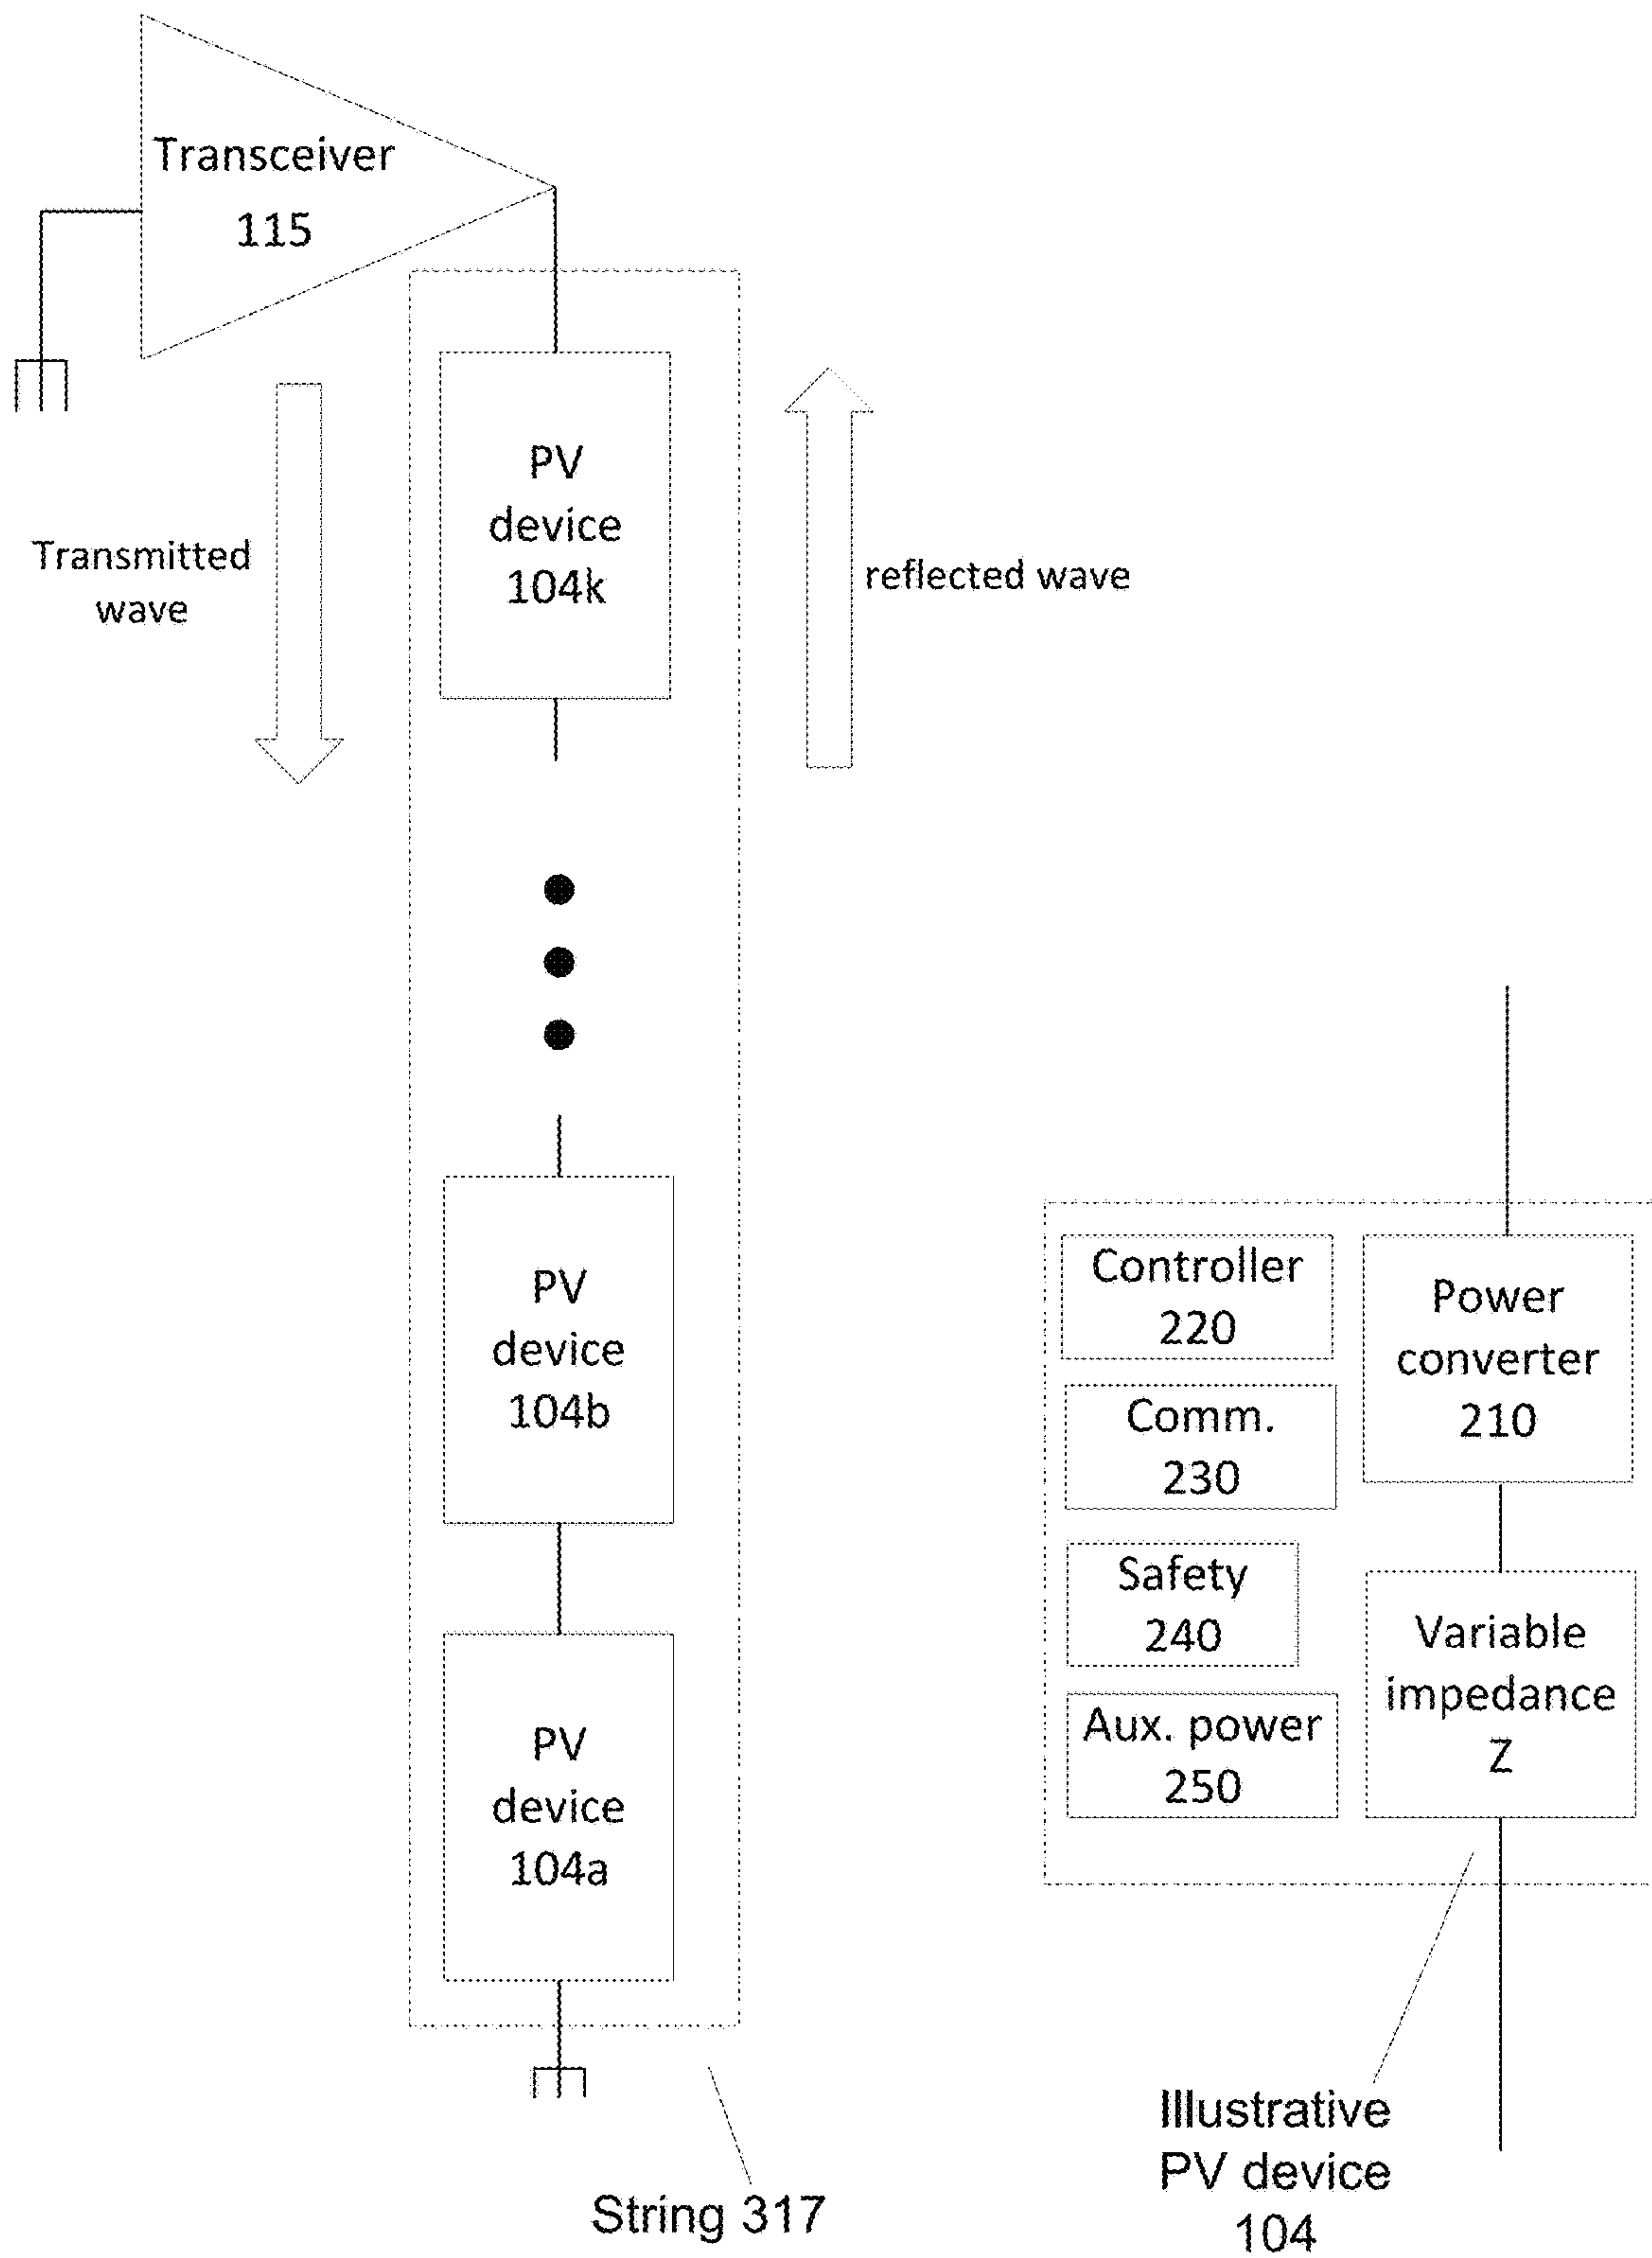 Transceiver
115
PV
device
104k
Transmitted
wave
reflected wave
PV
device
104b
PV
device
104a
String 317
Controller
220
Comm.
230
Safety
240
Aux. power
250
Power
converter
210
Variable
impedance
Z
Illustrative
PV device
104